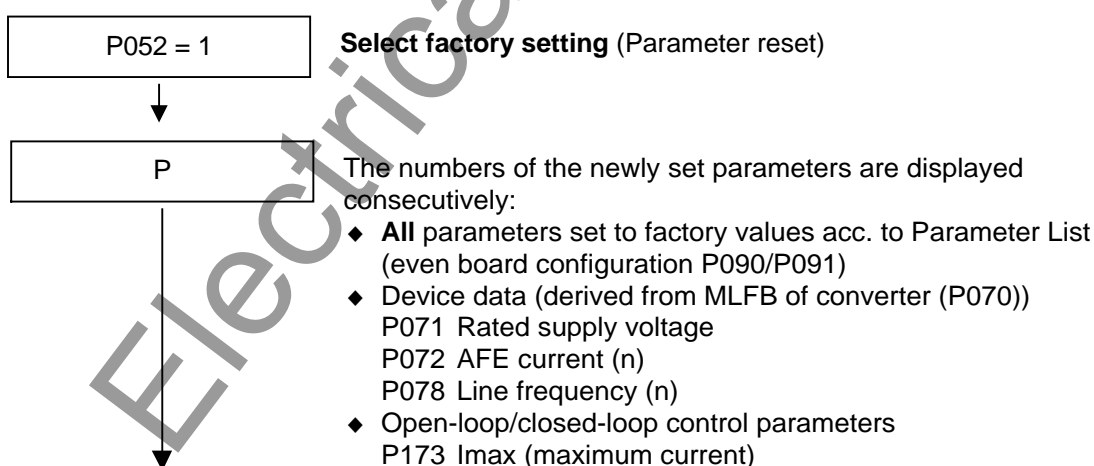 P052 = 1
Select factory setting (Parameter reset)
P
The numbers of the newly set parameters are displayed
consecutively:
◆ All parameters set to factory values acc. to Parameter List
(even board configuration P090/P091)
◆ Device data (derived from MLFB of converter (P070))
P071 Rated supply voltage
P072 AFE current (n)
P078 Line frequency (n)
◆ Open-loop/closed-loop control parameters
P173 Imax (maximum current)
Electrica